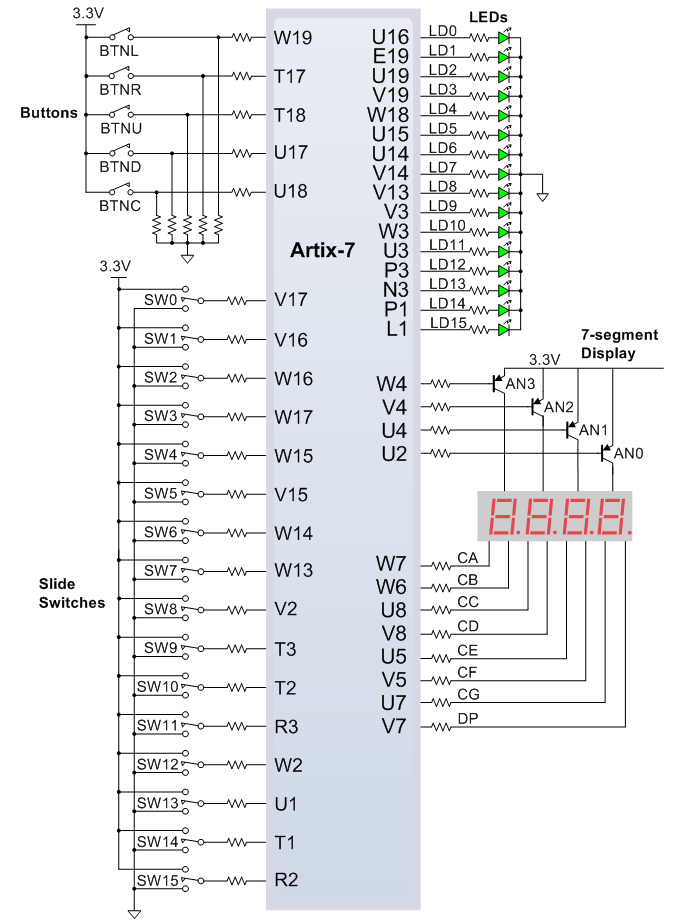 3.3V
BTNL
BTNR
Buttons
BTNU
BTND
BTNC
W19
T17
T18
U17
U18
Artix-7
3.3V
SW0
SW1
SW2
SW3
SW4
SW5
SW6
SW7
Slide
Switches
SW8
SW9
SW10
SW11
SW12
SW13
SW14
SW15
V17
V16
W16
W17
W15
V15
W14
W13
V2
T3
T2
R3
W2
U1
T1
R2
LEDs
U16 LD0
E19 LD1
U19 LD2
V19 LD3
W18 LD4
U15 LD5
U14 LD6
V14 LD7
V13 LD8
V3 LD9
W3 LD10
U3 LD11
P3 LD12
N3 LD13
P1 LD14
L1 LD15
7-segment
Display
3.3V
W4 AN3
V4 AN2
U4 AN1
U2 AN0
8.8.8.8.
W7 CA
W6 CB
U8 CC
V8 CD
U5 CE
V5 CF
U7 CG
V7 DP